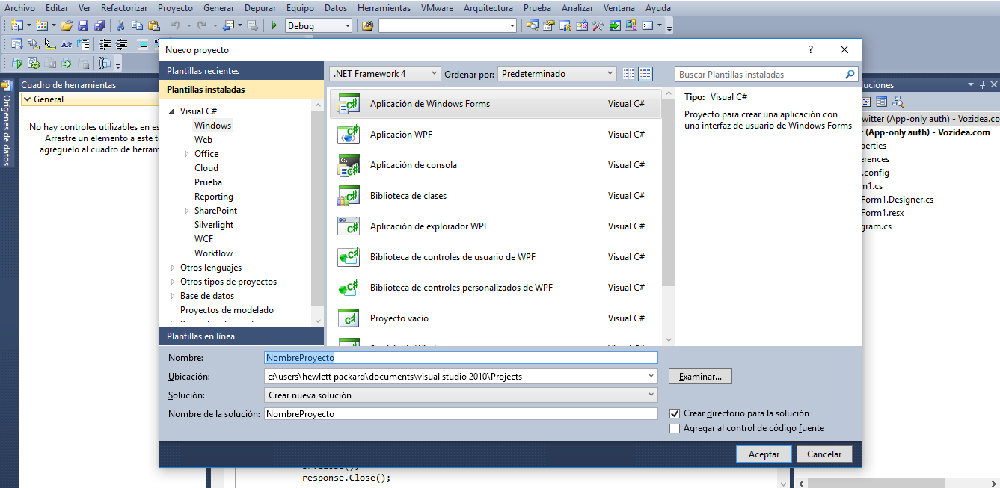 Archivo Editar Ver Refactorizar Proyecto Generar Depurar Equipo Datos Herramientas VMware Arquitectura Prueba Analizar Ventana Ayuda
Debug
Nuevo proyecto
?
Orígenes de datos
Cuadro de herramientas
General
No hay controles utilizables en es
Arrastre un elemento a este t
agréguelo al cuadro de herram
Plantillas recientes
Plantillas instaladas
Visual C#
Windows
Web
Office
Cloud
Prueba
Reporting
SharePoint
Silverlight
WCF
Workflow
Otros lenguajes
Otros tipos de proyectos
Base de datos
Proyectos de modelado
Plantillas en línea
.NET Framework 4 Ordenar por: Predeterminado
Buscar Plantillas instaladas
Aplicación de Windows Forms Visual C#
Aplicación WPF Visual C#
Aplicación de consola Visual C#
Biblioteca de clases Visual C#
Aplicación de explorador WPF Visual C#
Biblioteca de controles de usuario de WPF Visual C#
Biblioteca de controles personalizados de WPF Visual C#
Proyecto vacío Visual C#
Tipo: Visual C#
Proyecto para crear una aplicación con
una interfaz de usuario de Windows Forms
Nombre: NombreProyecto
Ubicación: c:\users\hewlett packard\documents\visual studio 2010\Projects Examinar...
Solución: Crear nueva solución
Nombre de la solución: NombreProyecto
Crear directorio para la solución
Agregar al control de código fuente
Aceptar Cancelar
uciones
witter (App-only auth) - Vozidea.co
(App-only auth) - Vozidea.com
perties
erences
.config
m1.cs
Form1.Designer.cs
Form1.resx
gram.cs
response.Close();